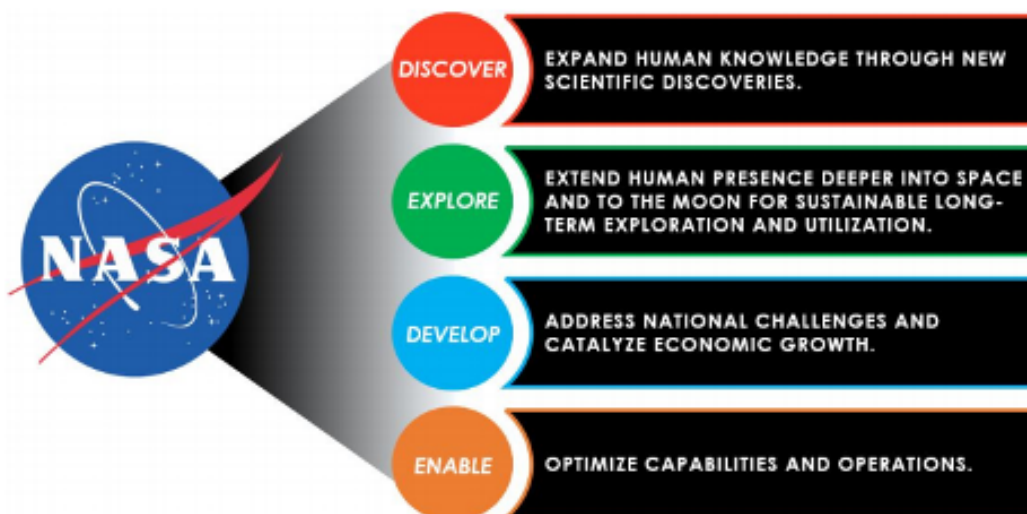 NASA
DISCOVER
EXPAND HUMAN KNOWLEDGE THROUGH NEW
SCIENTIFIC DISCOVERIES.
EXPLORE
EXTEND HUMAN PRESENCE DEEPER INTO SPACE
AND TO THE MOON FOR SUSTAINABLE LONG-
TERM EXPLORATION AND UTILIZATION.
DEVELOP
ADDRESS NATIONAL CHALLENGES AND
CATALYZE ECONOMIC GROWTH.
ENABLE
OPTIMIZE CAPABILITIES AND OPERATIONS.